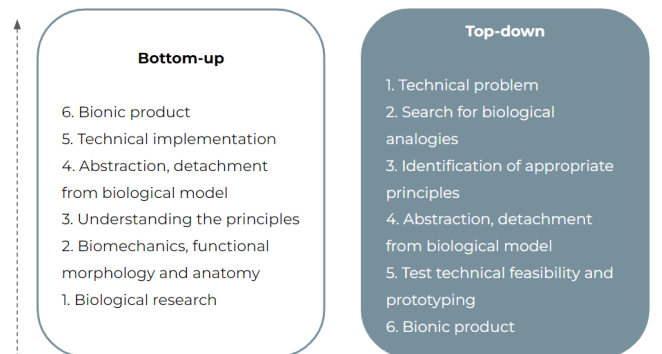 Bottom-up
6. Bionic product
5. Technical implementation
4. Abstraction, detachment
from biological model
3. Understanding the principles
2. Biomechanics, functional
morphology and anatomy
1. Biological research
Top-down
1. Technical problem
2. Search for biological
analogies
3. Identification of appropriate
principles
4. Abstraction, detachment
from biological model
5. Test technical feasibility and
prototyping
6. Bionic product